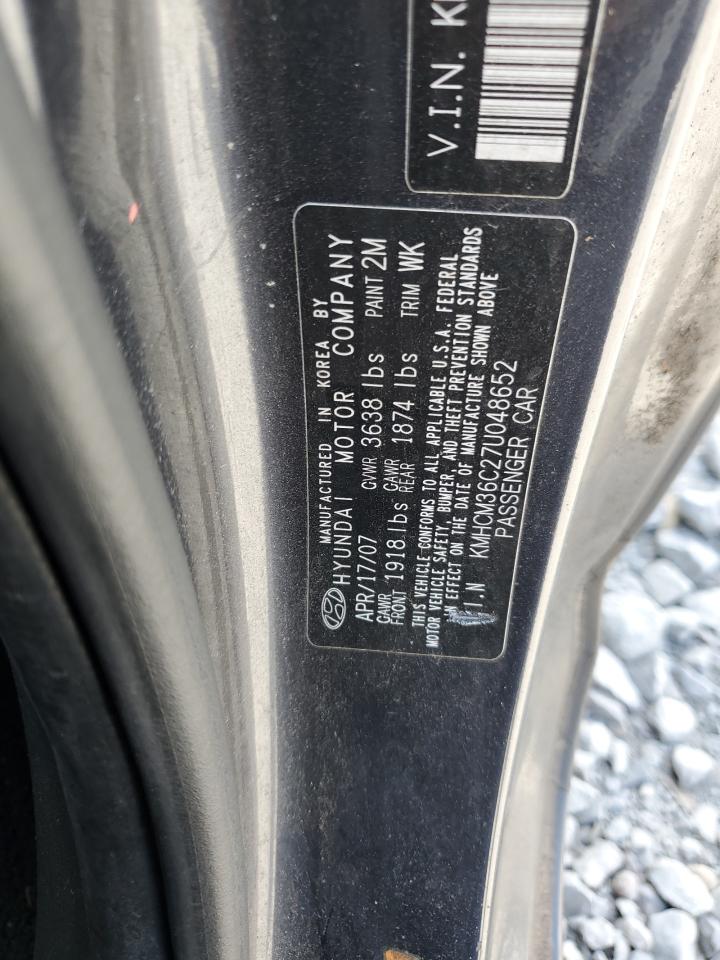 MANUFACTURED IN KOREA BY
HYUNDAI MOTOR COMPANY
APR/17/07 GVWR 3638 lbs PAINT 2M
GAWR FRONT 1918 lbs GAWR REAR 1874 lbs TRIM WK
THIS VEHICLE CONFORMS TO ALL APPLICABLE U.S.A. FEDERAL
MOTOR VEHICLE SAFETY, BUMPER, AND THEFT PREVENTION STANDARDS
IN EFFECT ON THE DATE OF MANUFACTURE SHOWN ABOVE
V.I.N KMHCM36C27U048652
PASSENGER CAR
V.I.N.